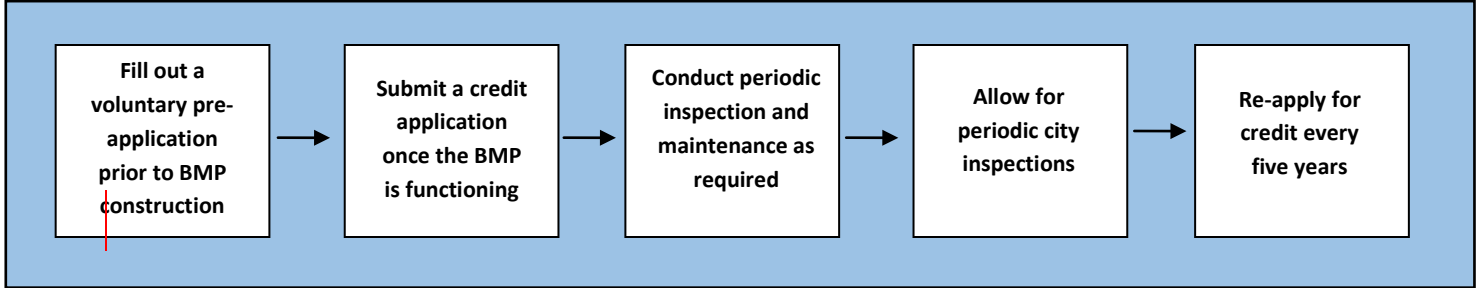 Fill out a
voluntary pre-
application
prior to BMP
construction
Submit a credit
application
once the BMP
is functioning
Conduct periodic
inspection and
maintenance as
required
Allow for
periodic city
inspections
Re-apply for
credit every
five years